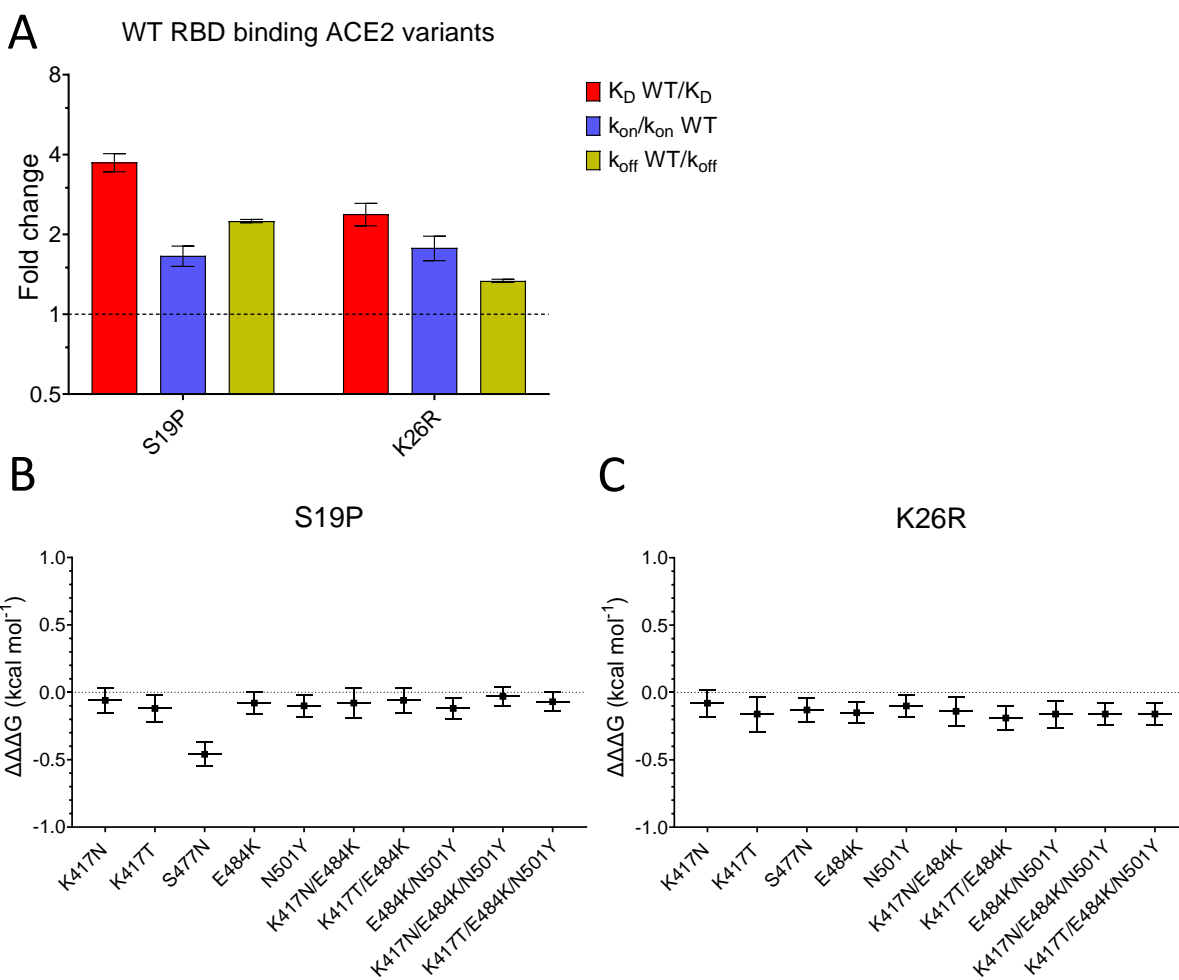 A
WT RBD binding ACE2 variants
Fold change
8
4
2
1
0.5
S19P
K26R
K_D WT/K_D
k_on/k_on WT
k_off WT/k_off
B
S19P
ΔΔΔG (kcal mol⁻¹)
1.0
0.5
0.0
-0.5
-1.0
K417N
K417T
S477N
E484K
N501Y
K417N/E484K
K417T/E484K
E484K/N501Y
K417N/E484K/N501Y
K417T/E484K/N501Y
C
K26R
ΔΔΔG (kcal mol⁻¹)
1.0
0.5
0.0
-0.5
-1.0
K417N
K417T
S477N
E484K
N501Y
K417N/E484K
K417T/E484K
E484K/N501Y
K417N/E484K/N501Y
K417T/E484K/N501Y